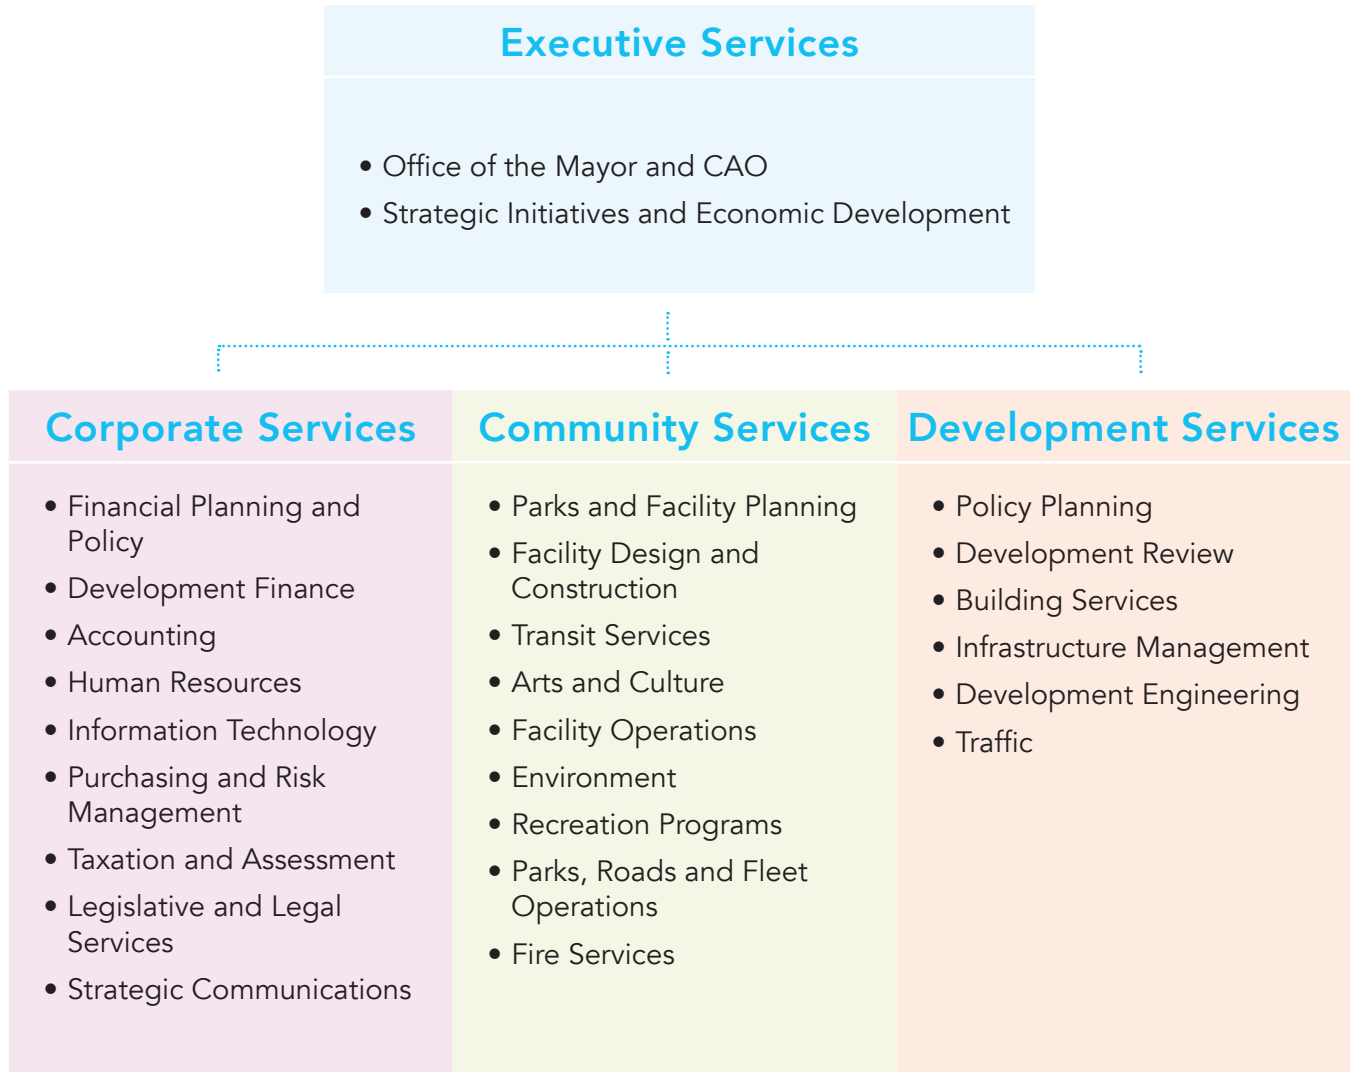 Executive Services
• Office of the Mayor and CAO
• Strategic Initiatives and Economic Development
Corporate Services
• Financial Planning and
Policy
• Development Finance
• Accounting
• Human Resources
• Information Technology
• Purchasing and Risk
Management
• Taxation and Assessment
• Legislative and Legal
Services
• Strategic Communications
Community Services
• Parks and Facility Planning
• Facility Design and
Construction
• Transit Services
• Arts and Culture
• Facility Operations
• Environment
• Recreation Programs
• Parks, Roads and Fleet
Operations
• Fire Services
Development Services
• Policy Planning
• Development Review
• Building Services
• Infrastructure Management
• Development Engineering
• Traffic